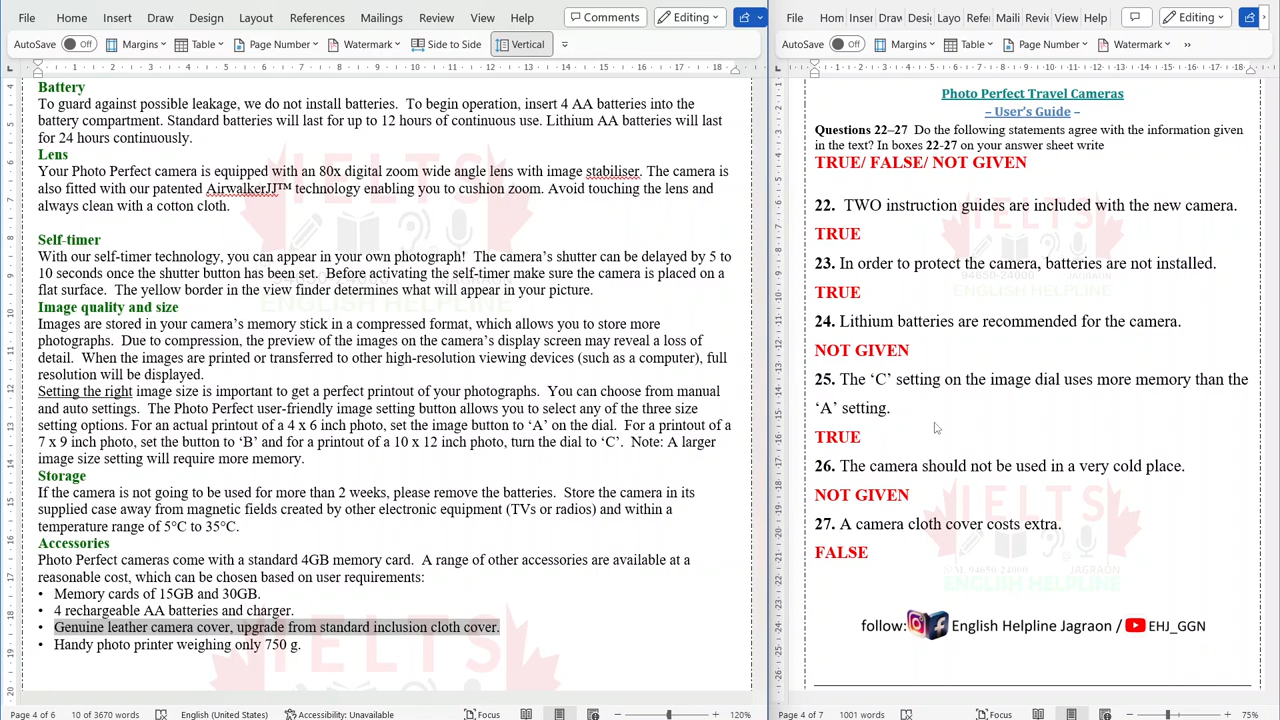 File Home Insert Draw Design Layout References Mailings Review View Help Comments Editing
AutoSave Off Margins Table Page Number Watermark Side to Side Vertical
Battery
To guard against possible leakage, we do not install batteries. To begin operation, insert 4 AA batteries into the
battery compartment. Standard batteries will last for up to 12 hours of continuous use. Lithium AA batteries will last
for 24 hours continuously.
Lens
Your Photo Perfect camera is equipped with an 80x digital zoom wide angle lens with image stabiliser. The camera is
also fitted with our patented AirwalkerJJ™ technology enabling you to cushion zoom. Avoid touching the lens and
always clean with a cotton cloth.
Self-timer
With our self-timer technology, you can appear in your own photograph! The camera's shutter can be delayed by 5 to
10 seconds once the shutter button has been set. Before activating the self-timer make sure the camera is placed on a
flat surface. The yellow border in the view finder determines what will appear in your picture.
Image quality and size
Images are stored in your camera's memory stick in a compressed format, which allows you to store more
photographs. Due to compression, the preview of the images on the camera's display screen may reveal a loss of
detail. When the images are printed or transferred to other high-resolution viewing devices (such as a computer), full
resolution will be displayed.
Setting the right image size is important to get a perfect printout of your photographs. You can choose from manual
and auto settings. The Photo Perfect user-friendly image setting button allows you to select any of the three size
setting options. For an actual printout of a 4 x 6 inch photo, set the image button to 'A' on the dial. For a printout of a
7 x 9 inch photo, set the button to 'B' and for a printout of a 10 x 12 inch photo, turn the dial to 'C'. Note: A larger
image size setting will require more memory.
Storage
If the camera is not going to be used for more than 2 weeks, please remove the batteries. Store the camera in its
supplied case away from magnetic fields created by other electronic equipment (TVs or radios) and within a
temperature range of 5°C to 35°C.
Accessories
Photo Perfect cameras come with a standard 4GB memory card. A range of other accessories are available at a
reasonable cost, which can be chosen based on user requirements:
• Memory cards of 15GB and 30GB.
• 4 rechargeable AA batteries and charger.
• Genuine leather camera cover, upgrade from standard inclusion cloth cover.
• Handy photo printer weighing only 750 g.
Page 4 of 6 10 of 3670 words English (United States) Accessibility: Unavailable Focus 120%
File Hom Inser Draw Desig Layo Refer Maili Revie View Help Editing
AutoSave Off Margins Table Page Number Watermark
Photo Perfect Travel Cameras
– User's Guide –
Questions 22–27 Do the following statements agree with the information given
in the text? In boxes 22-27 on your answer sheet write
TRUE/ FALSE/ NOT GIVEN
22. TWO instruction guides are included with the new camera.
TRUE
23. In order to protect the camera, batteries are not installed.
TRUE
24. Lithium batteries are recommended for the camera.
NOT GIVEN
25. The 'C' setting on the image dial uses more memory than the
'A' setting.
TRUE
26. The camera should not be used in a very cold place.
NOT GIVEN
27. A camera cloth cover costs extra.
FALSE
IELTS
ENGLISH HELPLINE
follow: English Helpline Jagraon / EHJ_GGN
Page 4 of 7 1001 words Focus 75%